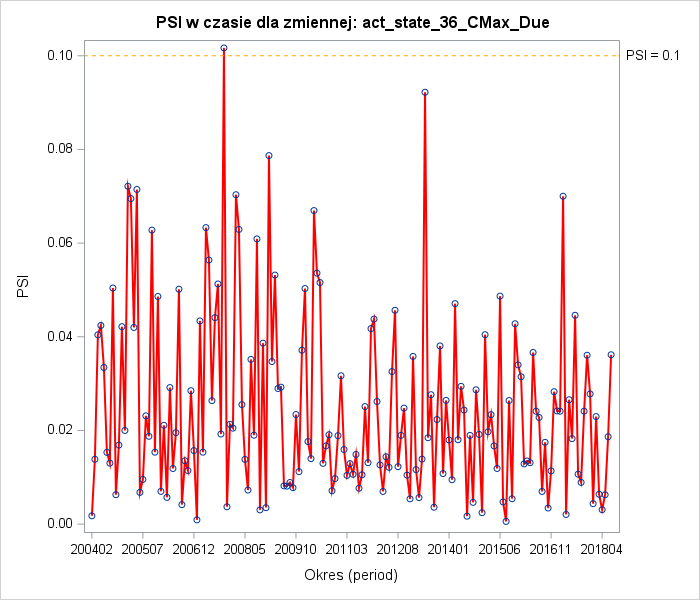 PSI w czasie dla zmiennej: act_state_36_CMax_Due
0.10
PSI = 0.1
0.08
0.06
0.04
0.02
0.00
PSI
200402 200507 200612 200805 200910 201103 201208 201401 201506 201611 201804
Okres (period)